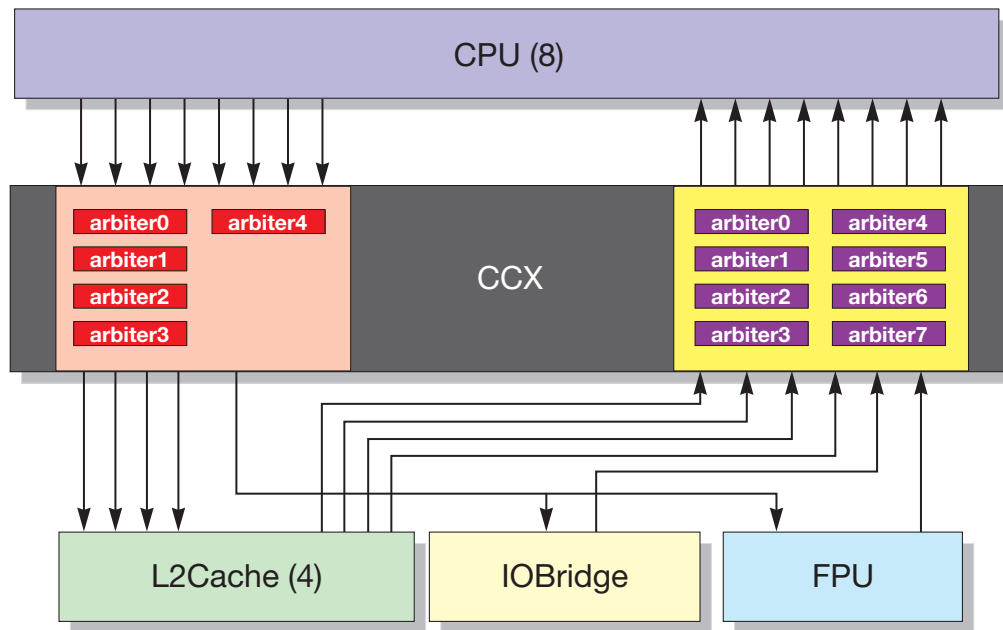 CPU (8)
arbiter0
arbiter4
arbiter1
arbiter2
arbiter3
CCX
arbiter0
arbiter4
arbiter1
arbiter5
arbiter2
arbiter6
arbiter3
arbiter7
L2Cache (4)
IOBridge
FPU